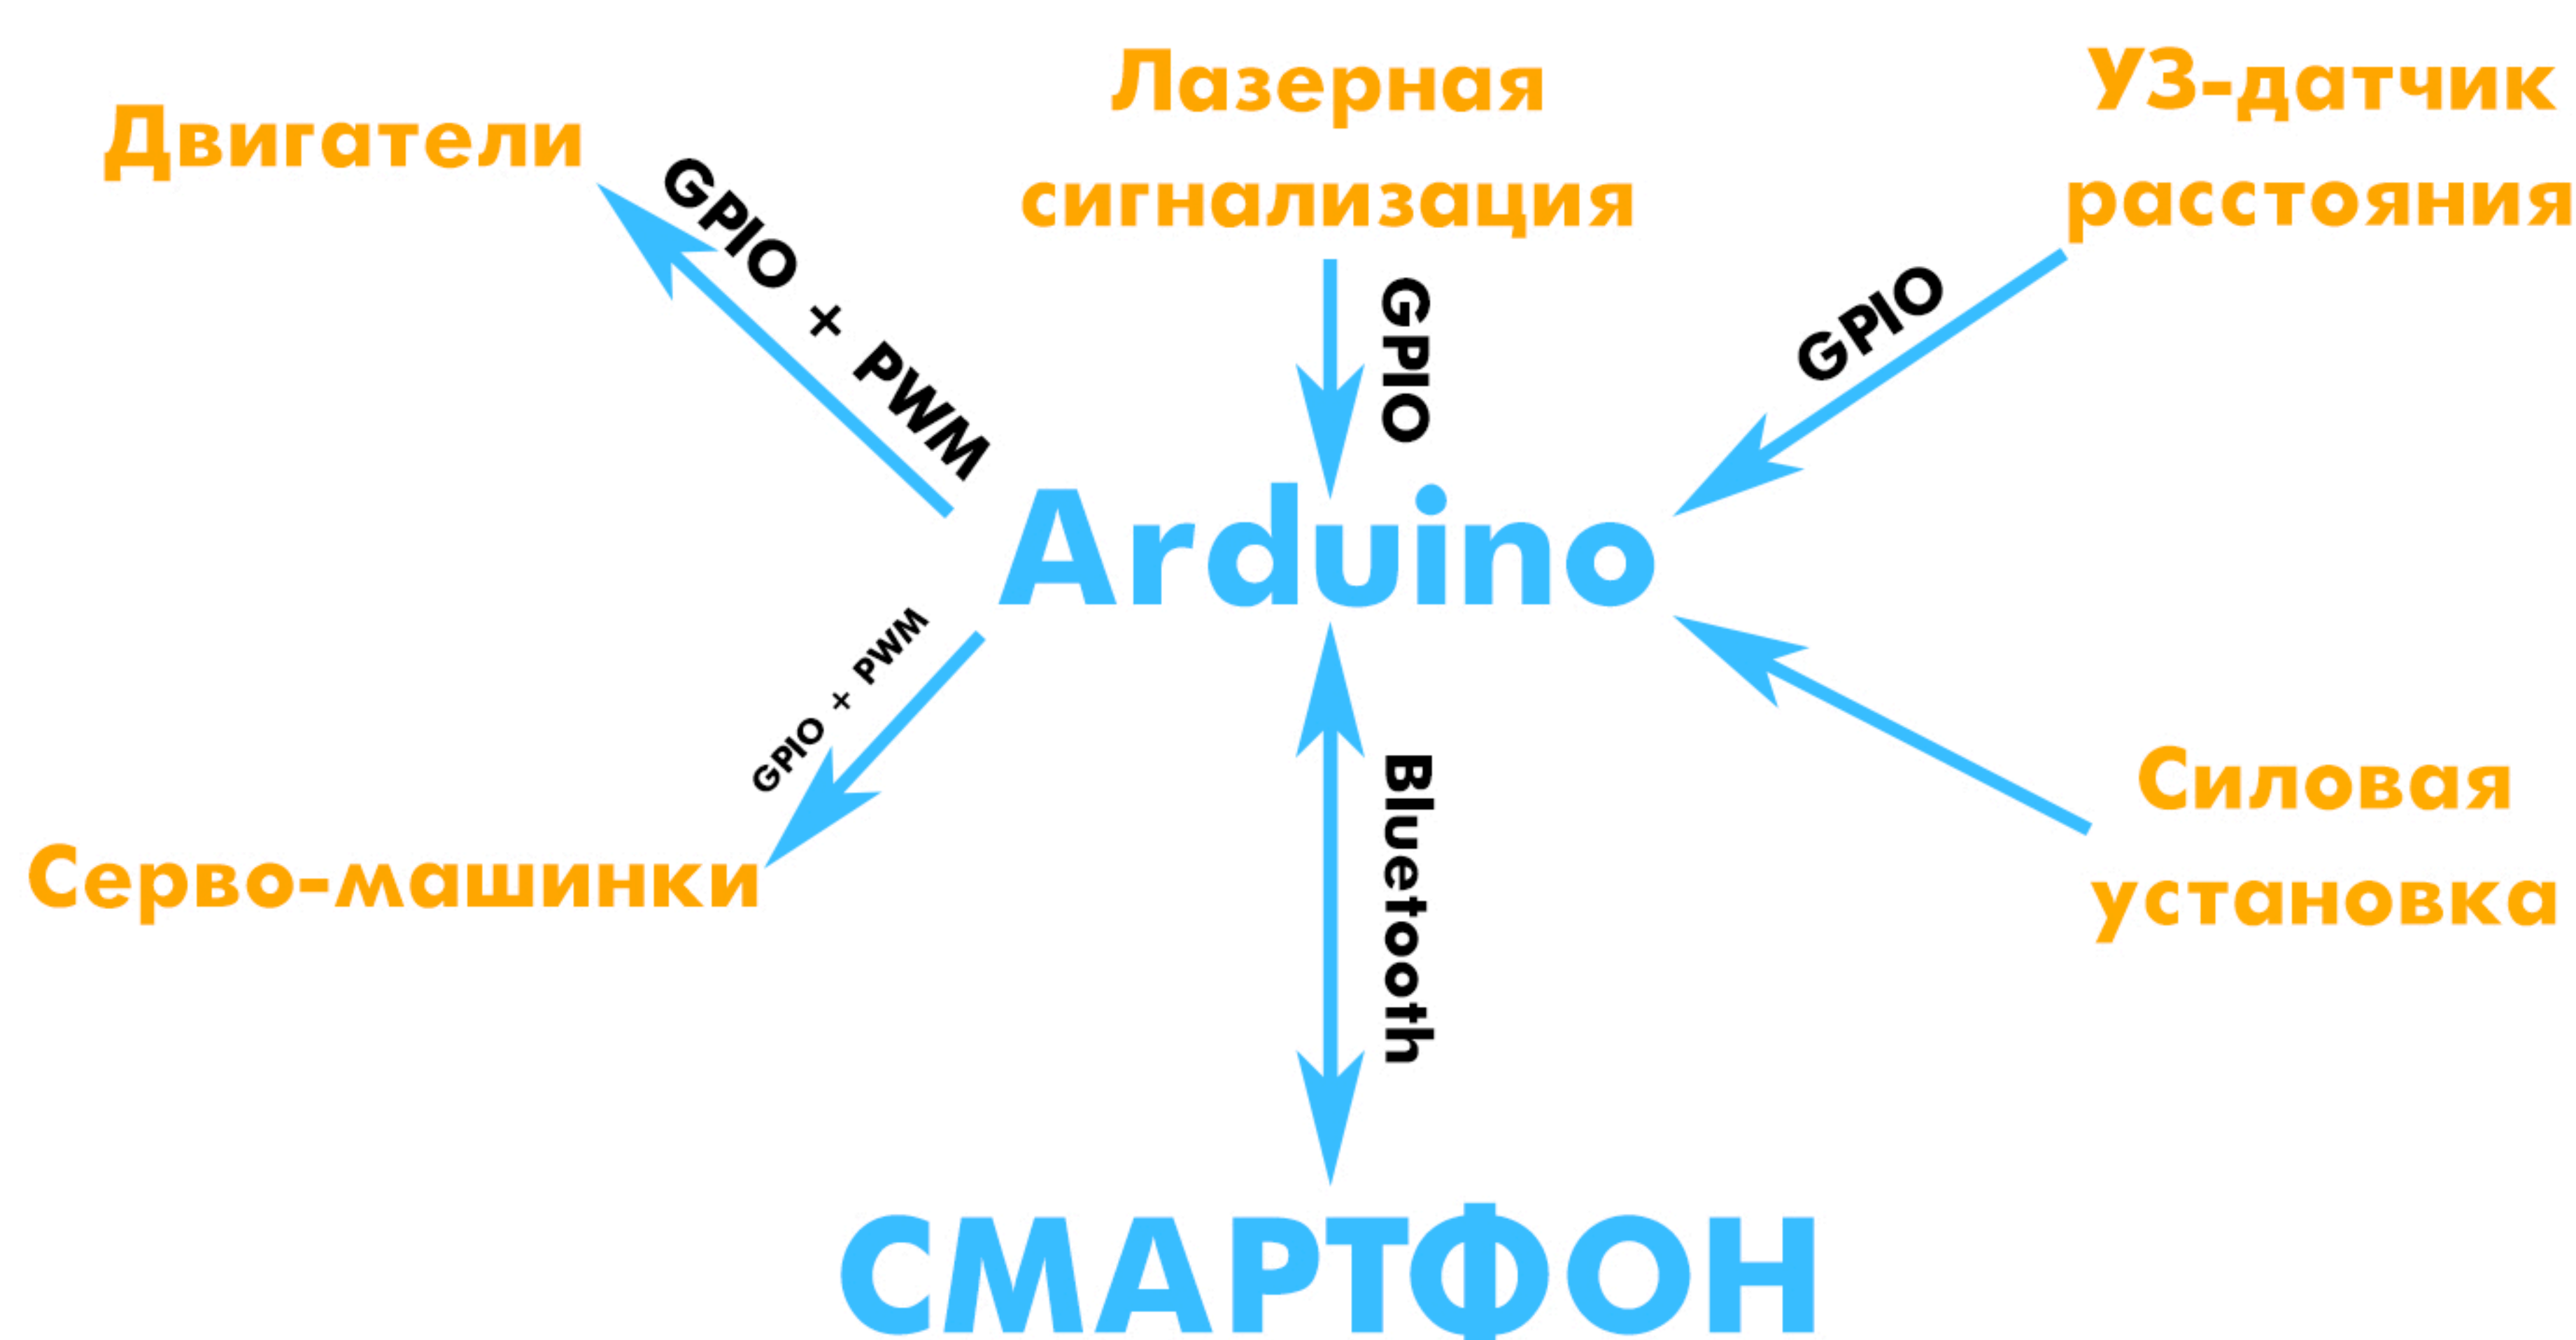 Двигатели
GPIO + PWM
Лазерная
сигнализация
GPIO
УЗ-датчик
расстояния
GPIO
Arduino
GPIO + PWM
Серво-машинки
Bluetooth
Силовая
установка
СМАРТФОН